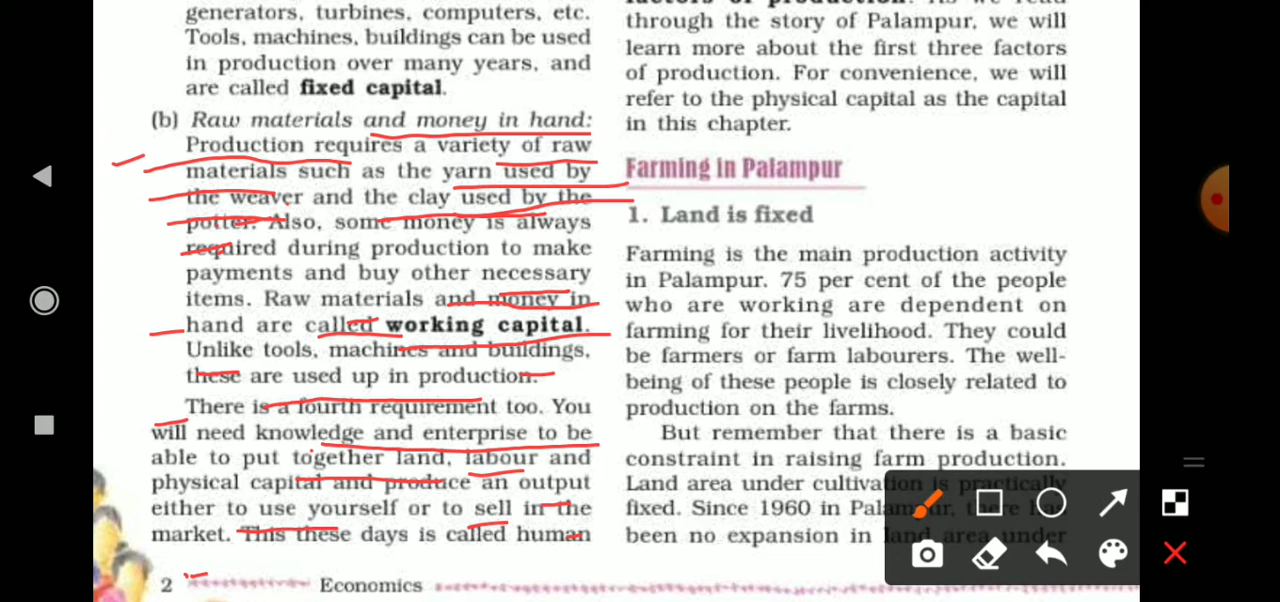 generators, turbines, computers, etc.
Tools, machines, buildings can be used
in production over many years, and
are called fixed capital.
(b) Raw materials and money in hand:
Production requires a variety of raw
materials such as the yarn used by
the weaver and the clay used by the
potter. Also, some money is always
required during production to make
payments and buy other necessary
items. Raw materials and money in
hand are called working capital.
Unlike tools, machines and buildings,
these are used up in production.
There is a fourth requirement too. You
will need knowledge and enterprise to be
able to put together land, labour and
physical capital and produce an output
either to use yourself or to sell in the
market. This these days is called human
2
Economics
factors of production. As we read
through the story of Palampur, we will
learn more about the first three factors
of production. For convenience, we will
refer to the physical capital as the capital
in this chapter.
Farming in Palampur
1. Land is fixed
Farming is the main production activity
in Palampur. 75 per cent of the people
who are working are dependent on
farming for their livelihood. They could
be farmers or farm labourers. The well-
being of these people is closely related to
production on the farms.
But remember that there is a basic
constraint in raising farm production.
Land area under cultivation is practically
fixed. Since 1960 in Palampur, there has
been no expansion in land area under